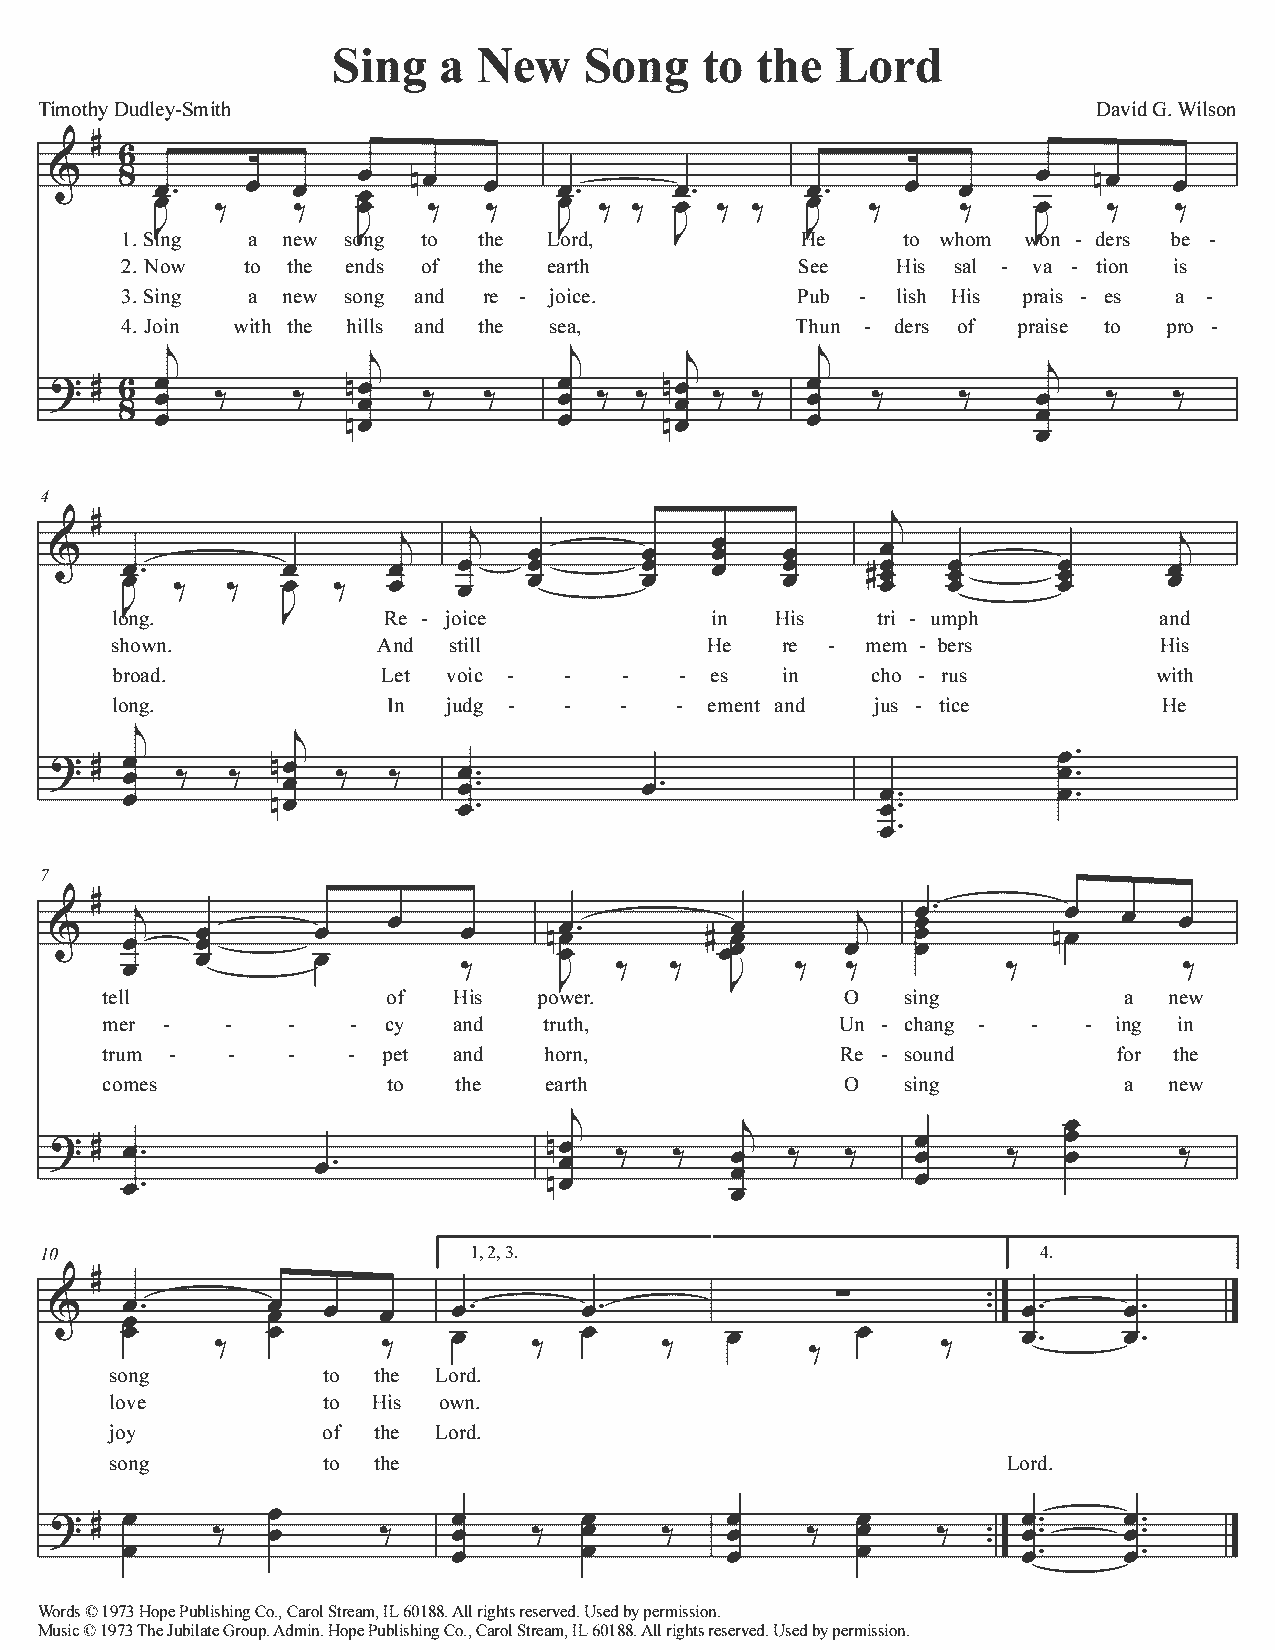 Sing a New Song to the Lord
Timothy Dudley-Smith David G. Wilson
1. Sing a new song to the Lord, He to whom won - ders be -
2. Now to the ends of the earth See His sal - va - tion is
3. Sing a new song and re - joice. Pub - lish His prais - es a -
4. Join with the hills and the sea, Thun - ders of praise to pro -
4
long. Re - joice in His tri - umph and
shown. And still He re - mem - bers His
broad. Let voic - - - - es in cho - rus with
long. In judg - - - - ement and jus - tice He
7
tell of His power. O sing a new
mer - - - - cy and truth, Un - chang - - - ing in
trum - - - - pet and horn, Re - sound for the
comes to the earth O sing a new
10 1, 2, 3. 4.
song to the Lord.
love to His own.
joy of the Lord.
song to the Lord.
Words © 1973 Hope Publishing Co., Carol Stream, IL 60188. All rights reserved. Used by permission.
Music © 1973 The Jubilate Group. Admin. Hope Publishing Co., Carol Stream, IL 60188. All rights reserved. Used by permission.